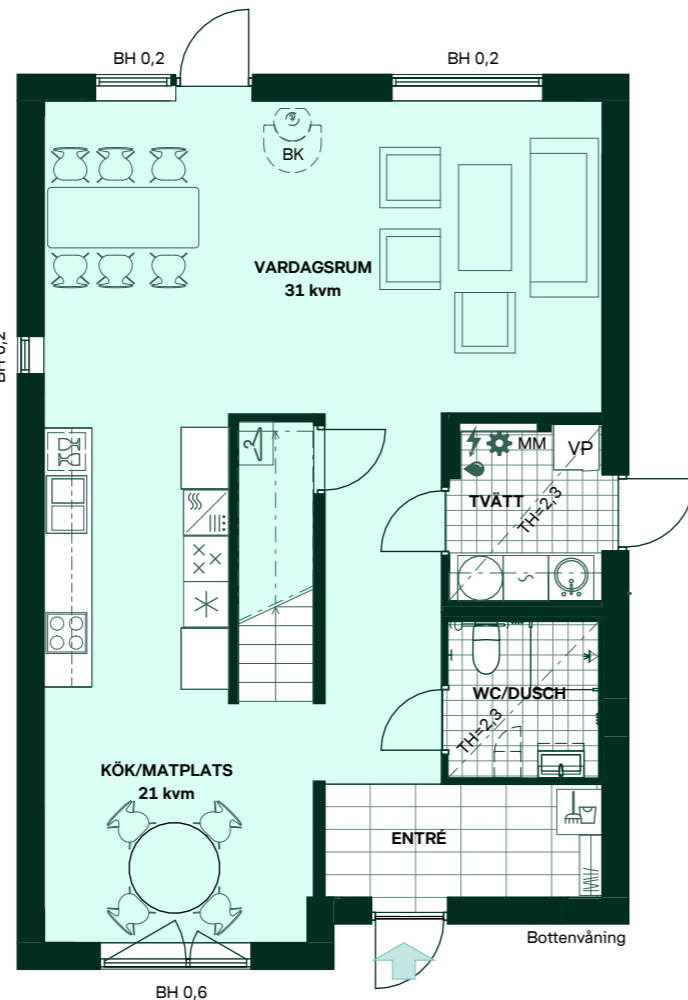 BH 0,2
BH 0,2
BK
VARDAGSRUM
31 kvm
BH 0,2
MM
VP
TVÄTT
TH=2,3
WC/DUSCH
TH=2,3
KÖK/MATPLATS
21 kvm
ENTRÉ
Bottenvåning
BH 0,6